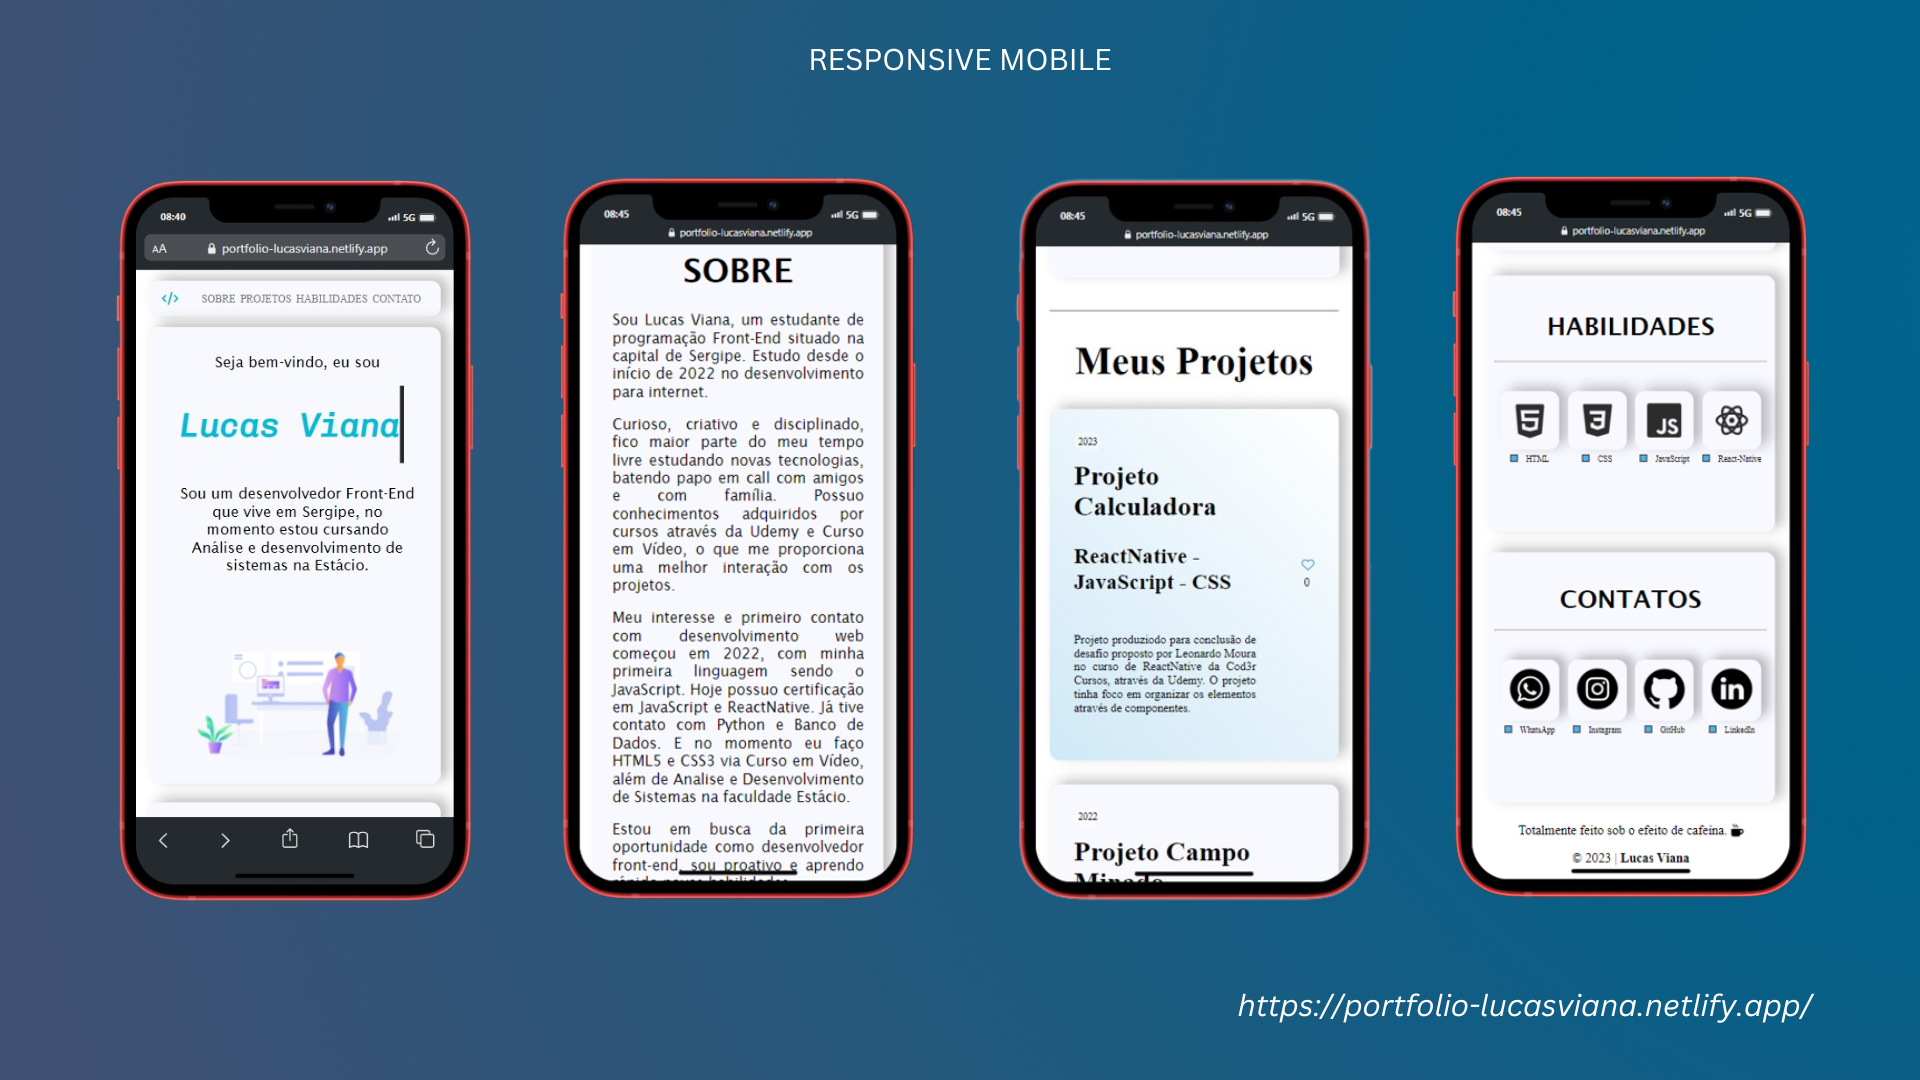 RESPONSIVE MOBILE
08:40
5G
AA
portfolio-lucasviana.netlify.app
</>
SOBRE PROJETOS HABILIDADES CONTATO
Seja bem-vindo, eu sou
Lucas Viana
Sou um desenvolvedor Front-End
que vive em Sergipe, no
momento estou cursando
Análise e desenvolvimento de
sistemas na Estácio.
08:45
5G
portfolio-lucasviana.netlify.app
SOBRE
Sou Lucas Viana, um estudante de
programação Front-End situado na
capital de Sergipe. Estudo desde o
início de 2022 no desenvolvimento
para internet.
Curioso, criativo e disciplinado,
fico maior parte do meu tempo
livre estudando novas tecnologias,
batendo papo em call com amigos
e com família. Possuo
conhecimentos adquiridos por
cursos através da Udemy e Curso
em Vídeo, o que me proporciona
uma melhor interação com os
projetos.
Meu interesse e primeiro contato
com desenvolvimento web
começou em 2022, com minha
primeira linguagem sendo o
JavaScript. Hoje possuo certificação
em JavaScript e ReactNative. Já tive
contato com Python e Banco de
Dados. E no momento eu faço
HTML5 e CSS3 via Curso em Vídeo,
além de Analise e Desenvolvimento
de Sistemas na faculdade Estácio.
Estou em busca da primeira
oportunidade como desenvolvedor
front-end, sou proativo e aprendo
08:45
5G
portfolio-lucasviana.netlify.app
Meus Projetos
2023
Projeto
Calculadora
ReactNative -
JavaScript - CSS
0
Projeto produziodo para conclusão de
desafio proposto por Leonardo Moura
no curso de ReactNative da Cod3r
Cursos, através da Udemy. O projeto
tinha foco em organizar os elementos
através de componentes.
2022
Projeto Campo
Minado
08:45
5G
portfolio-lucasviana.netlify.app
HABILIDADES
5 3 JS
HTML CSS JavaScript React-Native
CONTATOS
in
WhatsApp Instagram GitHub LinkedIn
Totalmente feito sob o efeito de cafeína.
© 2023 | Lucas Viana
https://portfolio-lucasviana.netlify.app/